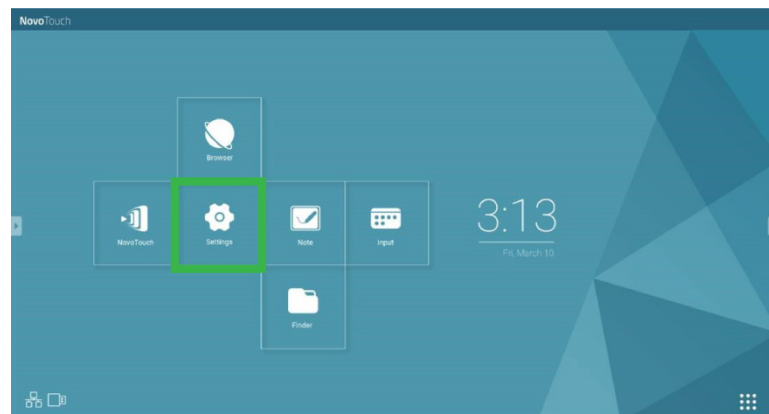 NovoTouch
Browser
NovoTouch
Settings
Note
Input
Finder
3:13
Fri, March 10